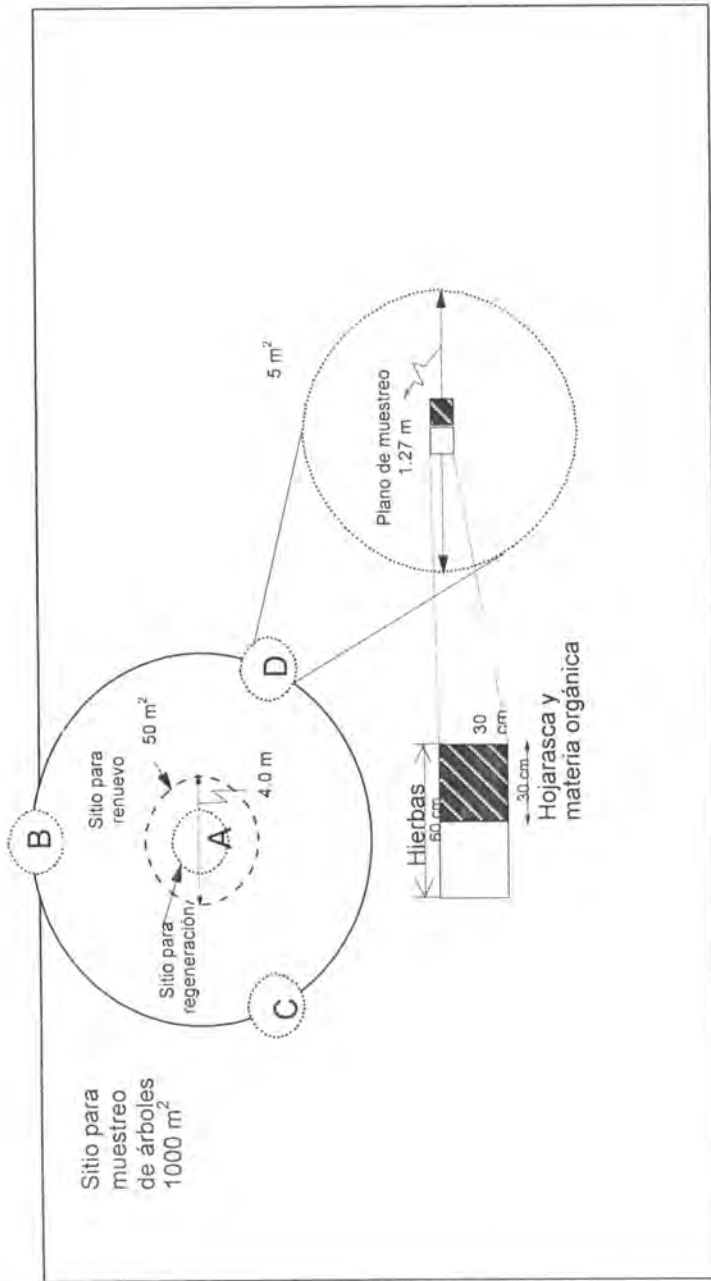 Sitio para
muestreo
de árboles
1000 m²
B
Sitio para
renuevo
50 m²
Sitio para
regeneración
A
4.0 m
C
D
5 m²
Plano de muestreo
1.27 m
Hierbas
60 cm
30
cm
30 cm
Hojarasca y
materia orgánica